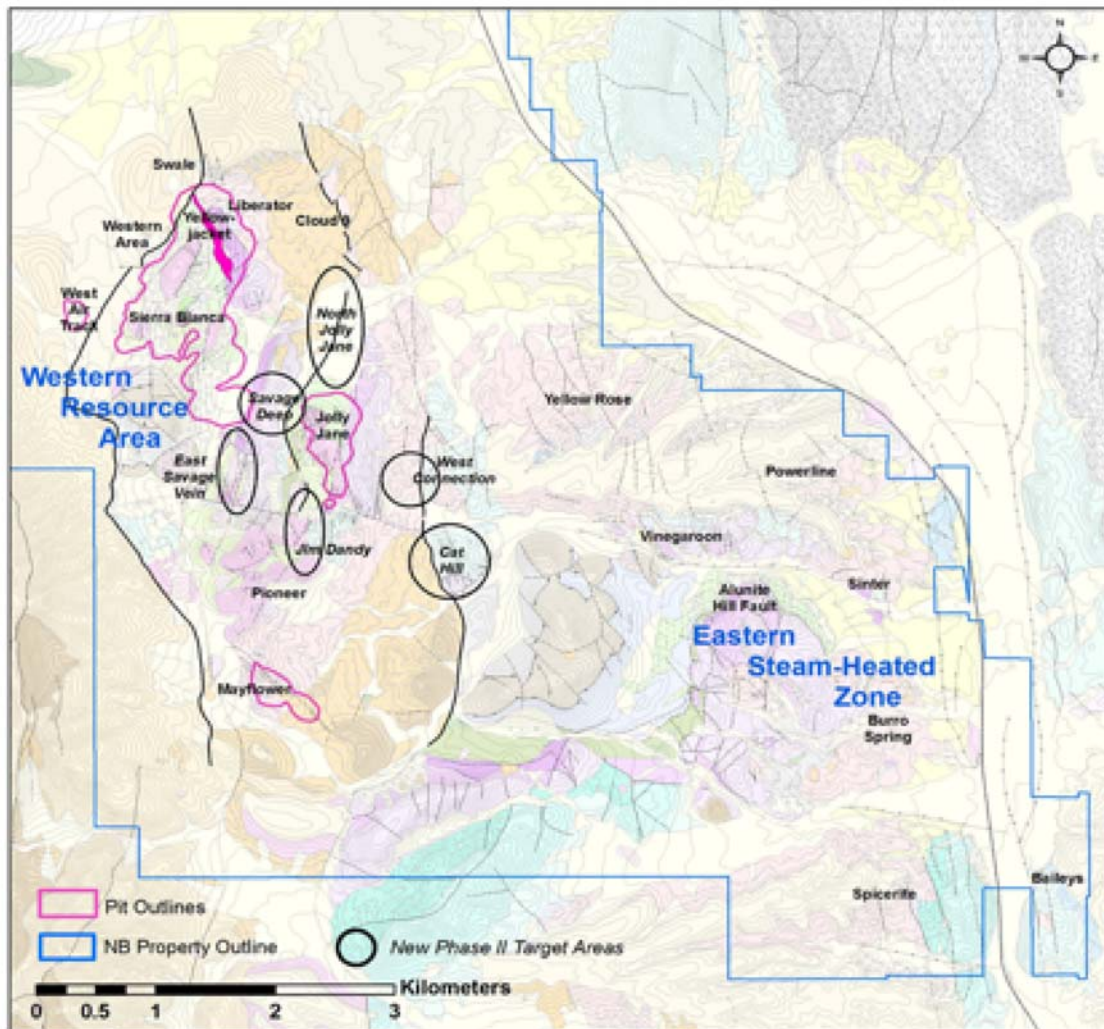 N
W
E
S
Swale
Liberator
Yellow-
jacket
Cloud 9
Western
Area
West
Air
Track
Sierra Blanca
North
Jolly
Jane
Western
Resource
Area
Savage
Deep
Jolly
Jane
Yellow Rose
East
Savage
Vein
West
Connection
Powerline
Jim Dandy
Cat
Hill
Vinegaroon
Pioneer
Alunite
Hill Fault
Sinter
Eastern
Steam-Heated
Zone
Mayflower
Burro
Spring
Spicerite
Baileys
Pit Outlines
NB Property Outline
New Phase II Target Areas
Kilometers
0 0.5 1 2 3